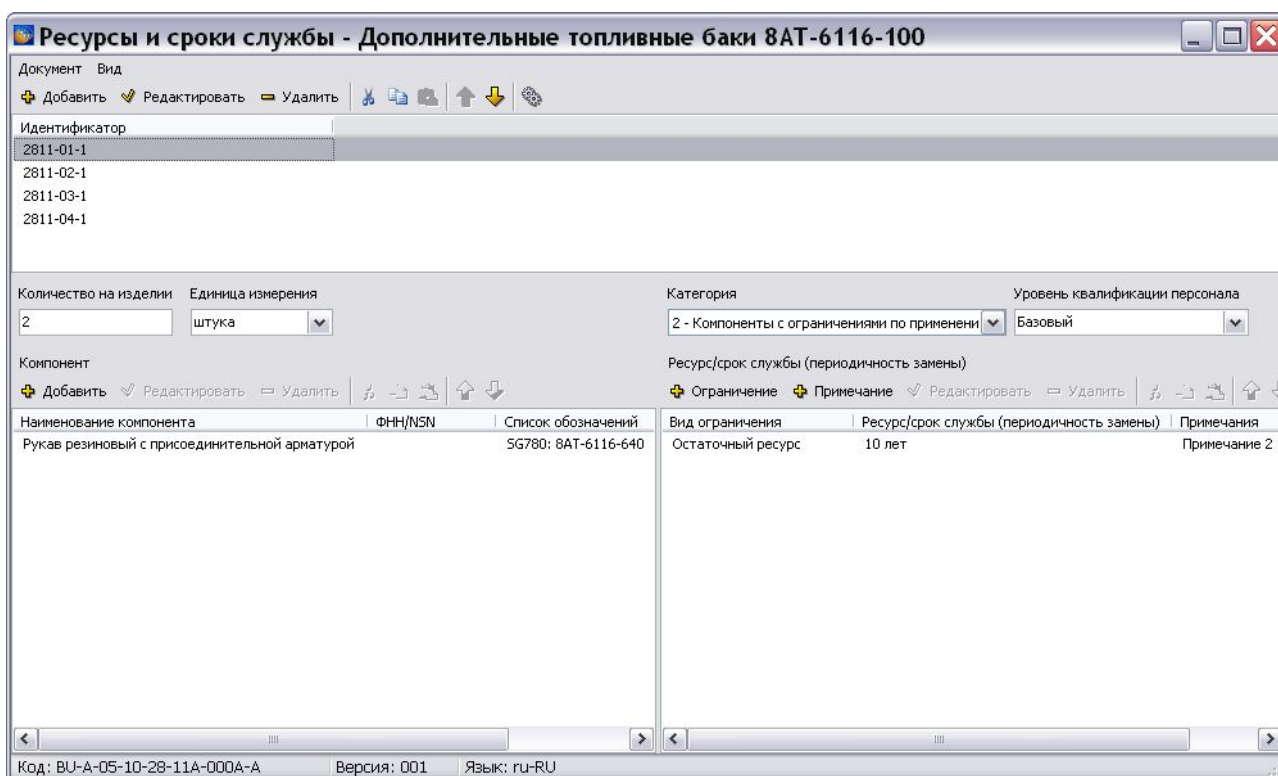 Ресурсы и сроки службы - Дополнительные топливные баки 8АТ-6116-100
Документ Вид
Добавить Редактировать Удалить
Идентификатор
2811-01-1
2811-02-1
2811-03-1
2811-04-1
Количество на изделии Единица измерения Категория Уровень квалификации персонала
2 штука 2 - Компоненты с ограничениями по применени Базовый
Компонент Ресурс/срок службы (периодичность замены)
Добавить Редактировать Удалить Ограничение Примечание Редактировать Удалить
Наименование компонента ФНН/NSN Список обозначений Вид ограничения Ресурс/срок службы (периодичность замены) Примечания
Рукав резиновый с присоединительной арматурой SG780: 8АТ-6116-640 Остаточный ресурс 10 лет Примечание 2
Код: BU-A-05-10-28-11A-000A-A Версия: 001 Язык: ru-RU